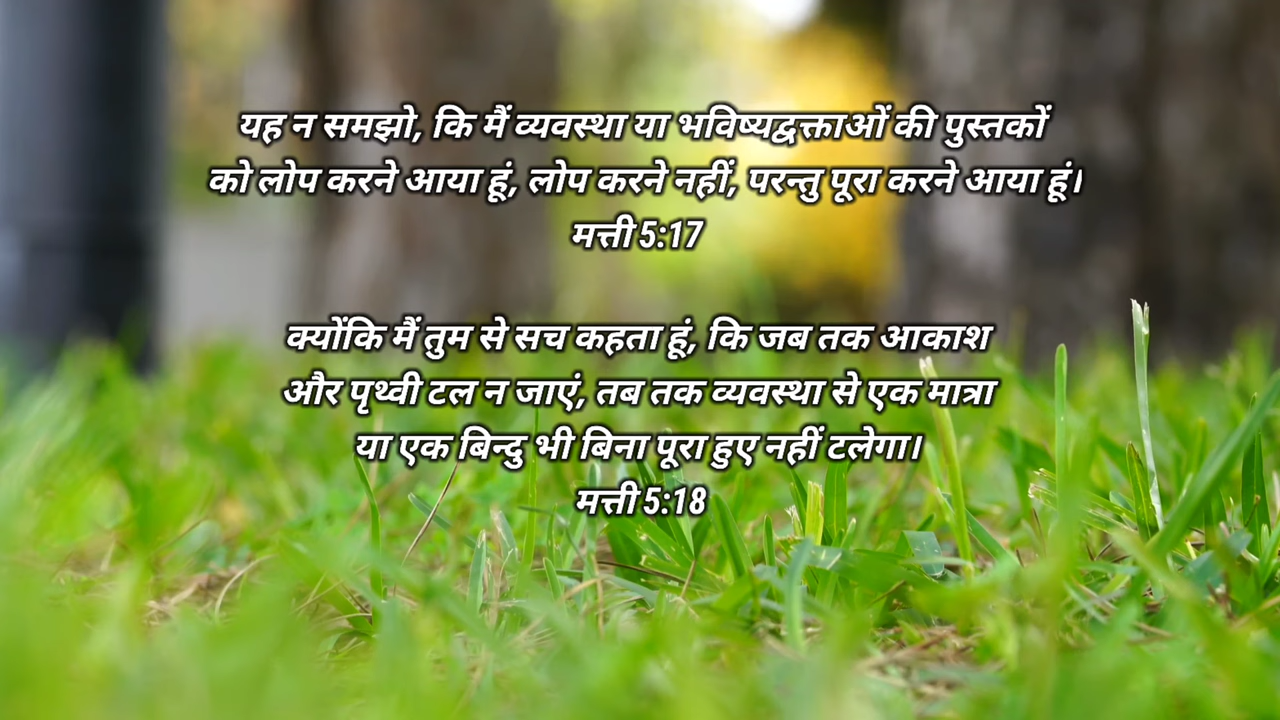 यह न समझो, कि मैं व्यवस्था या भविष्यद्वक्ताओं की पुस्तकों
को लोप करने आया हूं, लोप करने नहीं, परन्तु पूरा करने आया हूं।
मत्ती 5:17
क्योंकि मैं तुम से सच कहता हूं, कि जब तक आकाश
और पृथ्वी टल न जाएं, तब तक व्यवस्था से एक मात्रा
या एक बिन्दु भी बिना पूरा हुए नहीं टलेगा।
मत्ती 5:18